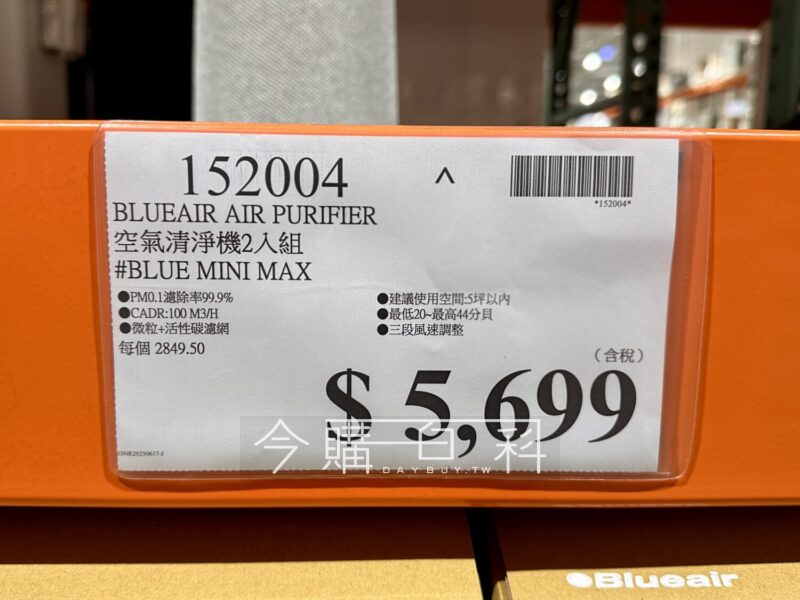 152004
^
*152004*
BLUEAIR AIR PURIFIER
空氣清淨機2入組
#BLUE MINI MAX
●PM0.1濾除率99.9%
●CADR:100 M3/H
●微粒+活性碳濾網
●建議使用空間:5坪以內
●最低20~最高44分貝
●三段風速調整
每個 2849.50
(含稅)
$ 5,699
今購百科
DAYBUY.TW
33NR20250617-I
Blueair